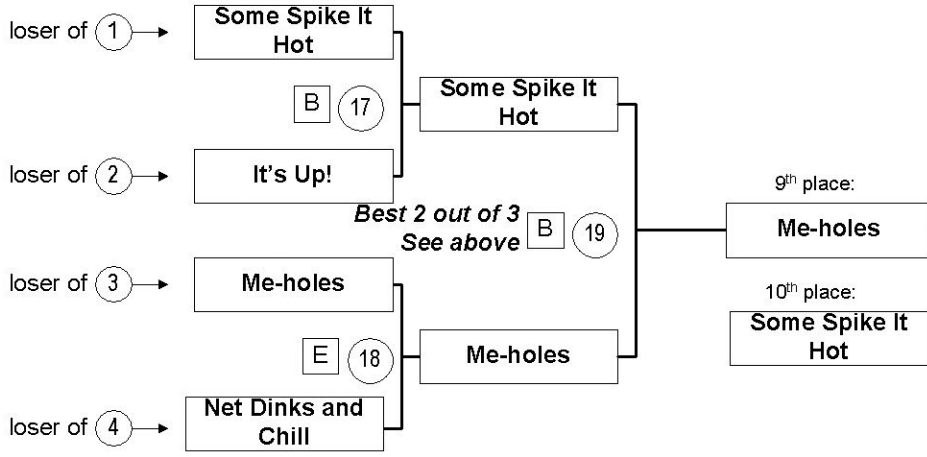 loser of 1
Some Spike It
Hot
B 17
Some Spike It
Hot
loser of 2
It's Up!
Best 2 out of 3
See above
B 19
9th place:
Me-holes
loser of 3
Me-holes
10th place:
Some Spike It
Hot
E 18
Me-holes
loser of 4
Net Dinks and
Chill